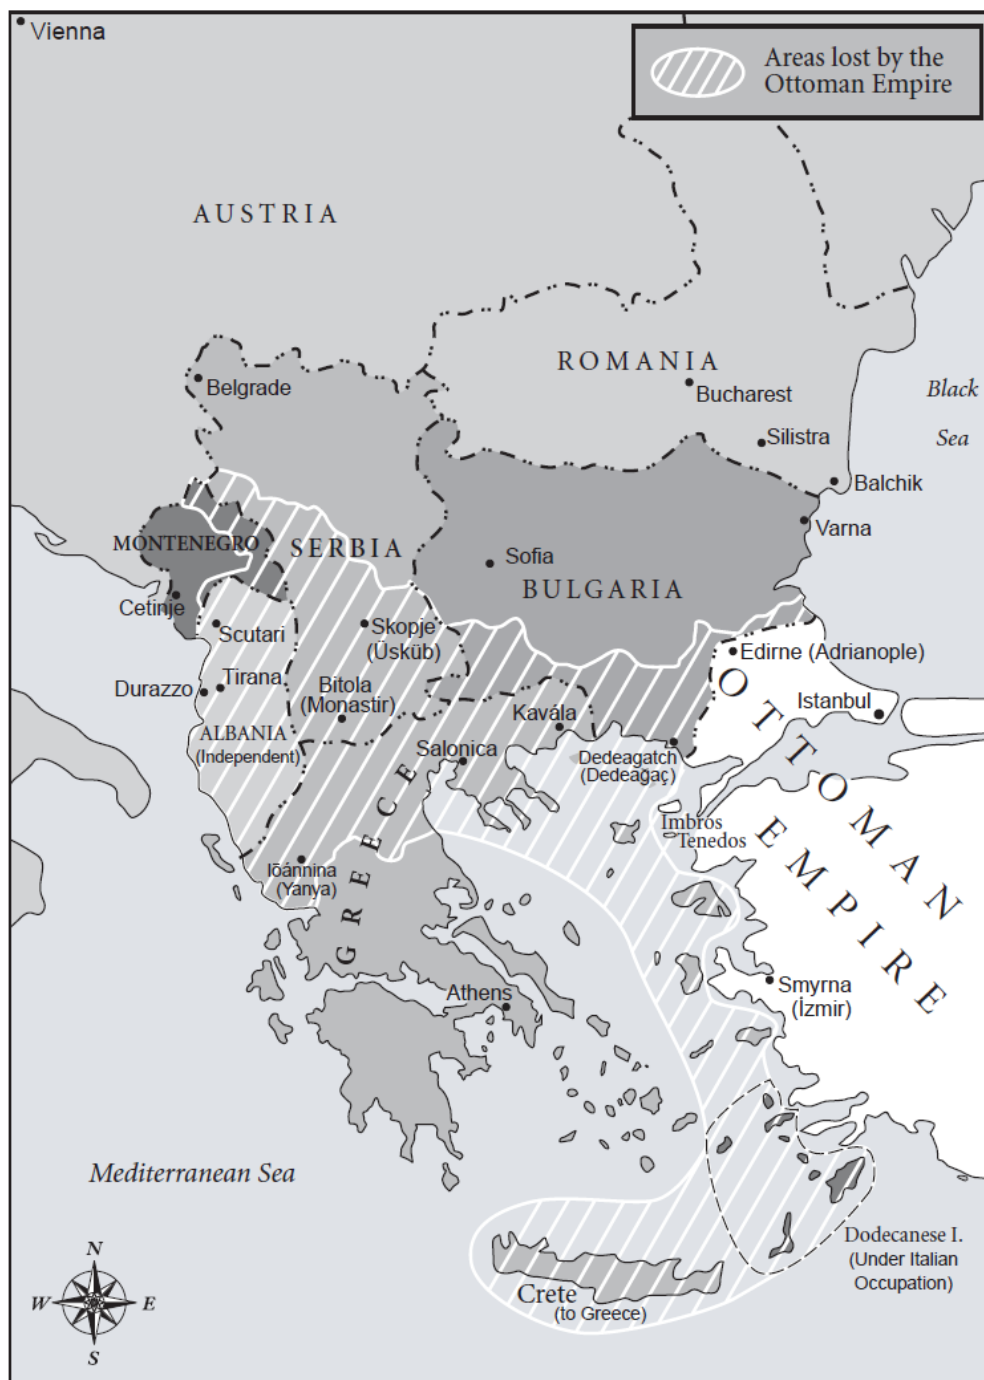 Vienna
Areas lost by the
Ottoman Empire
AUSTRIA
ROMANIA
Belgrade
Bucharest
Black
Sea
Silistra
Balchik
Varna
MONTENEGRO
SERBIA
Sofia
BULGARIA
Cetinje
Scutari
Skopje
(Üsküb)
Edirne (Adrianople)
Durazzo
Tirana
Bitola
(Monastir)
Istanbul
Kavála
ALBANIA
(Independent)
Salonica
Dedeagatch
(Dedeağaç)
OTTOMAN
EMPIRE
Imbros
Tenedos
GREECE
Iōánnina
(Yanya)
Athens
Smyrna
(İzmir)
Mediterranean Sea
Dodecanese I.
(Under Italian
Occupation)
Crete
(to Greece)
N
W
E
S